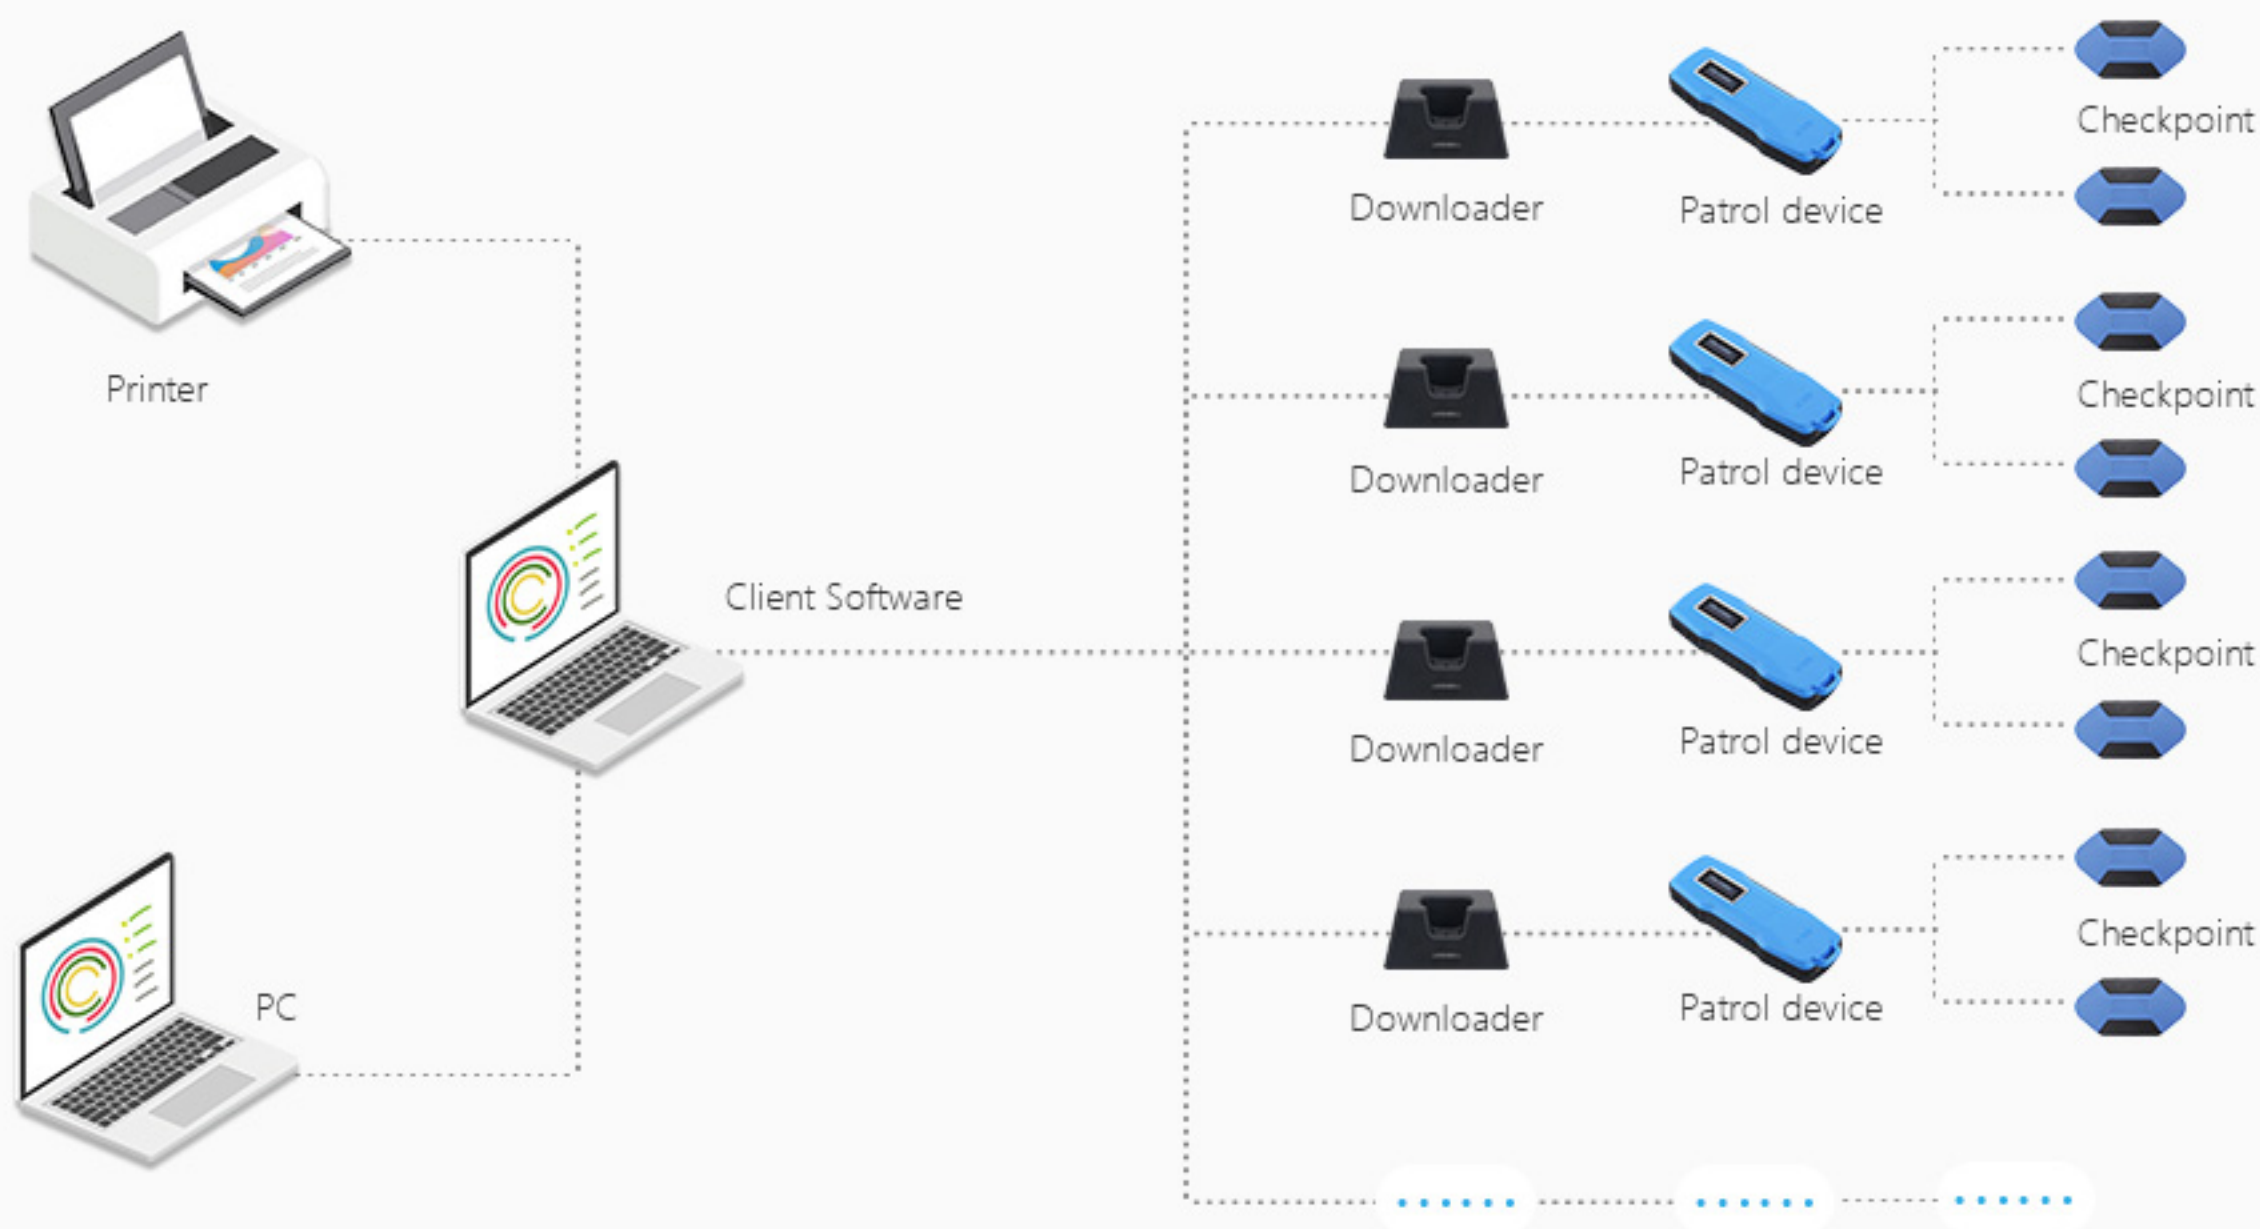 Printer
Client Software
PC
Downloader
Patrol device
Checkpoint
Downloader
Patrol device
Checkpoint
Downloader
Patrol device
Checkpoint
Downloader
Patrol device
Checkpoint